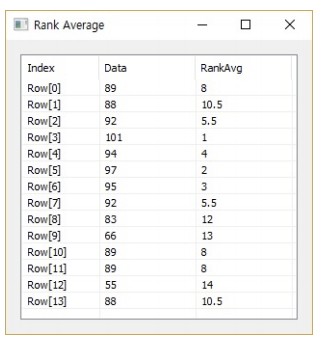 Rank Average
Index Data RankAvg
Row[0] 89 8
Row[1] 88 10.5
Row[2] 92 5.5
Row[3] 101 1
Row[4] 94 4
Row[5] 97 2
Row[6] 95 3
Row[7] 92 5.5
Row[8] 83 12
Row[9] 66 13
Row[10] 89 8
Row[11] 89 8
Row[12] 55 14
Row[13] 88 10.5